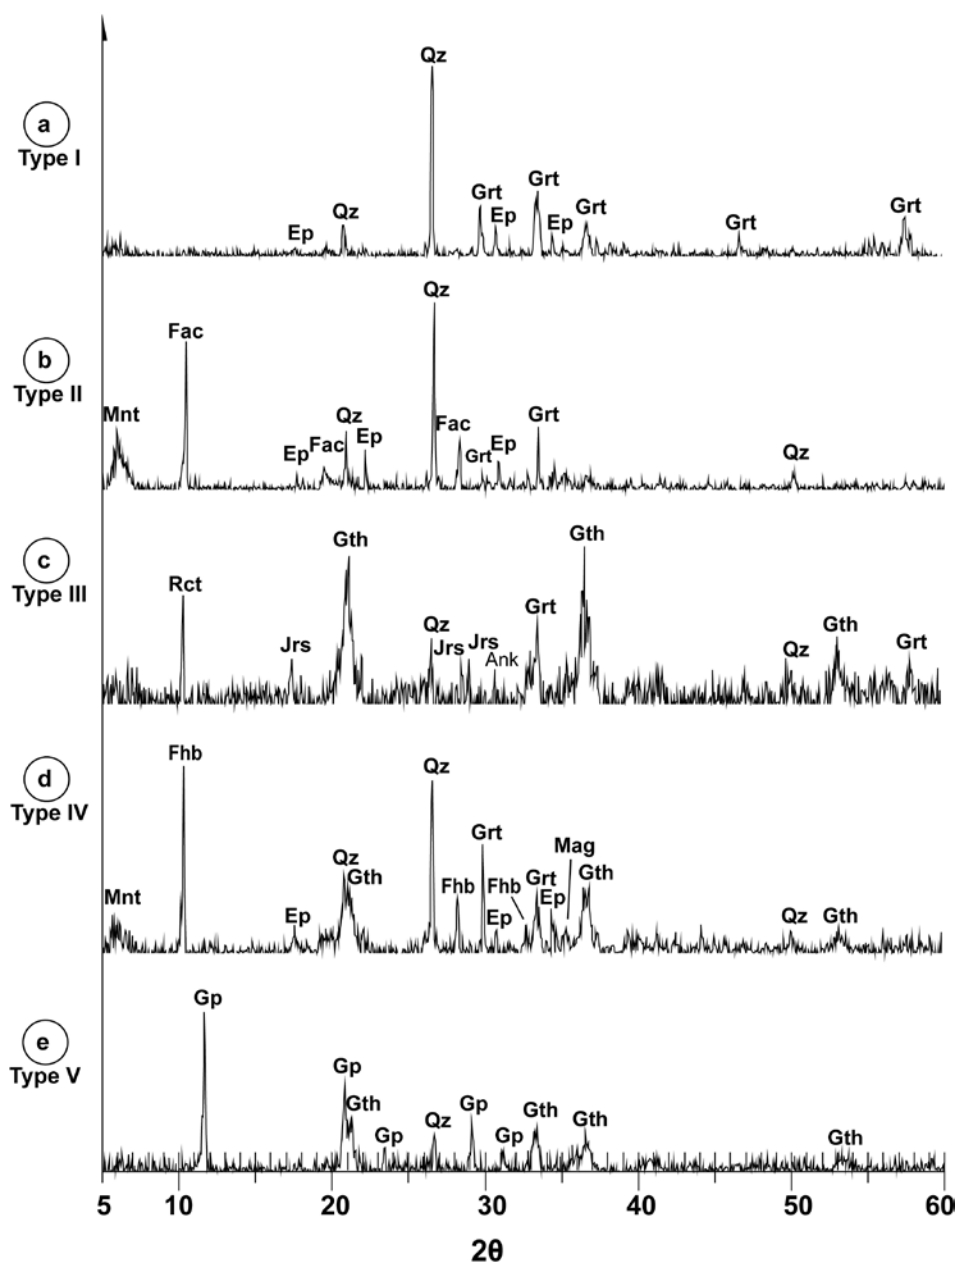 Qz
a
Type I
Ep
Qz
Grt
Ep
Grt
Ep
Grt
Grt
Grt
Qz
b
Type II
Mnt
Fac
Ep
Fac
Qz
Ep
Fac
Grt
Ep
Grt
Qz
c
Type III
Rct
Jrs
Gth
Qz
Jrs
Jrs
Ank
Grt
Gth
Qz
Gth
Grt
d
Type IV
Mnt
Fhb
Ep
Qz
Gth
Qz
Fhb
Grt
Ep
Fhb
Grt
Ep
Mag
Gth
Qz
Gth
e
Type V
Gp
Gp
Gth
Gp
Qz
Gp
Gp
Gth
Gth
Gth
5 10 20 30 40 50 60
2θ